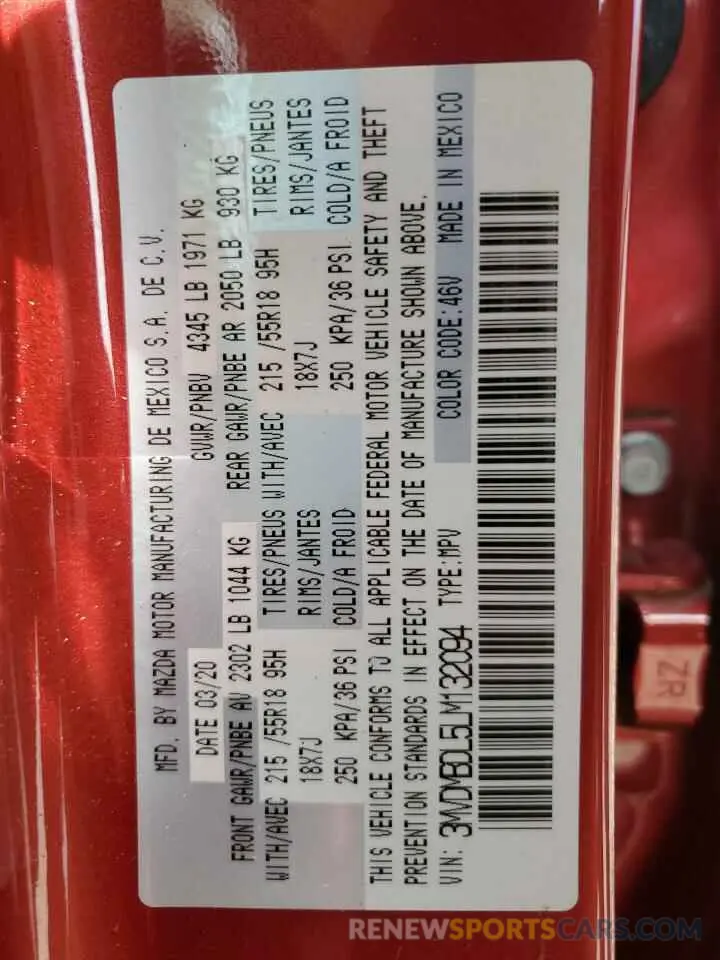 MFD. BY MAZDA MOTOR MANUFACTURING DE MEXICO S.A. DE C.V.
DATE 03/20 GVWR/PNBV 4345 LB 1971 KG
FRONT GAWR/PNBE AV 2302 LB 1044 KG REAR GAWR/PNBE AR 2050 LB 930 KG
WITH/AVEC 215 /55R18 95H TIRES/PNEUS WITH/AVEC 215 /55R18 95H TIRES/PNEUS
18X7J RIMS/JANTES 18X7J RIMS/JANTES
250 KPA/36 PSI COLD/A FROID 250 KPA/36 PSI COLD/A FROID
THIS VEHICLE CONFORMS TO ALL APPLICABLE FEDERAL MOTOR VEHICLE SAFETY AND THEFT
PREVENTION STANDARDS IN EFFECT ON THE DATE OF MANUFACTURE SHOWN ABOVE.
VIN: 3MVDMBDL5LM132094 TYPE:MPV COLOR CODE:46V MADE IN MEXICO
ZR
RENEWSPORTSCARS.COM